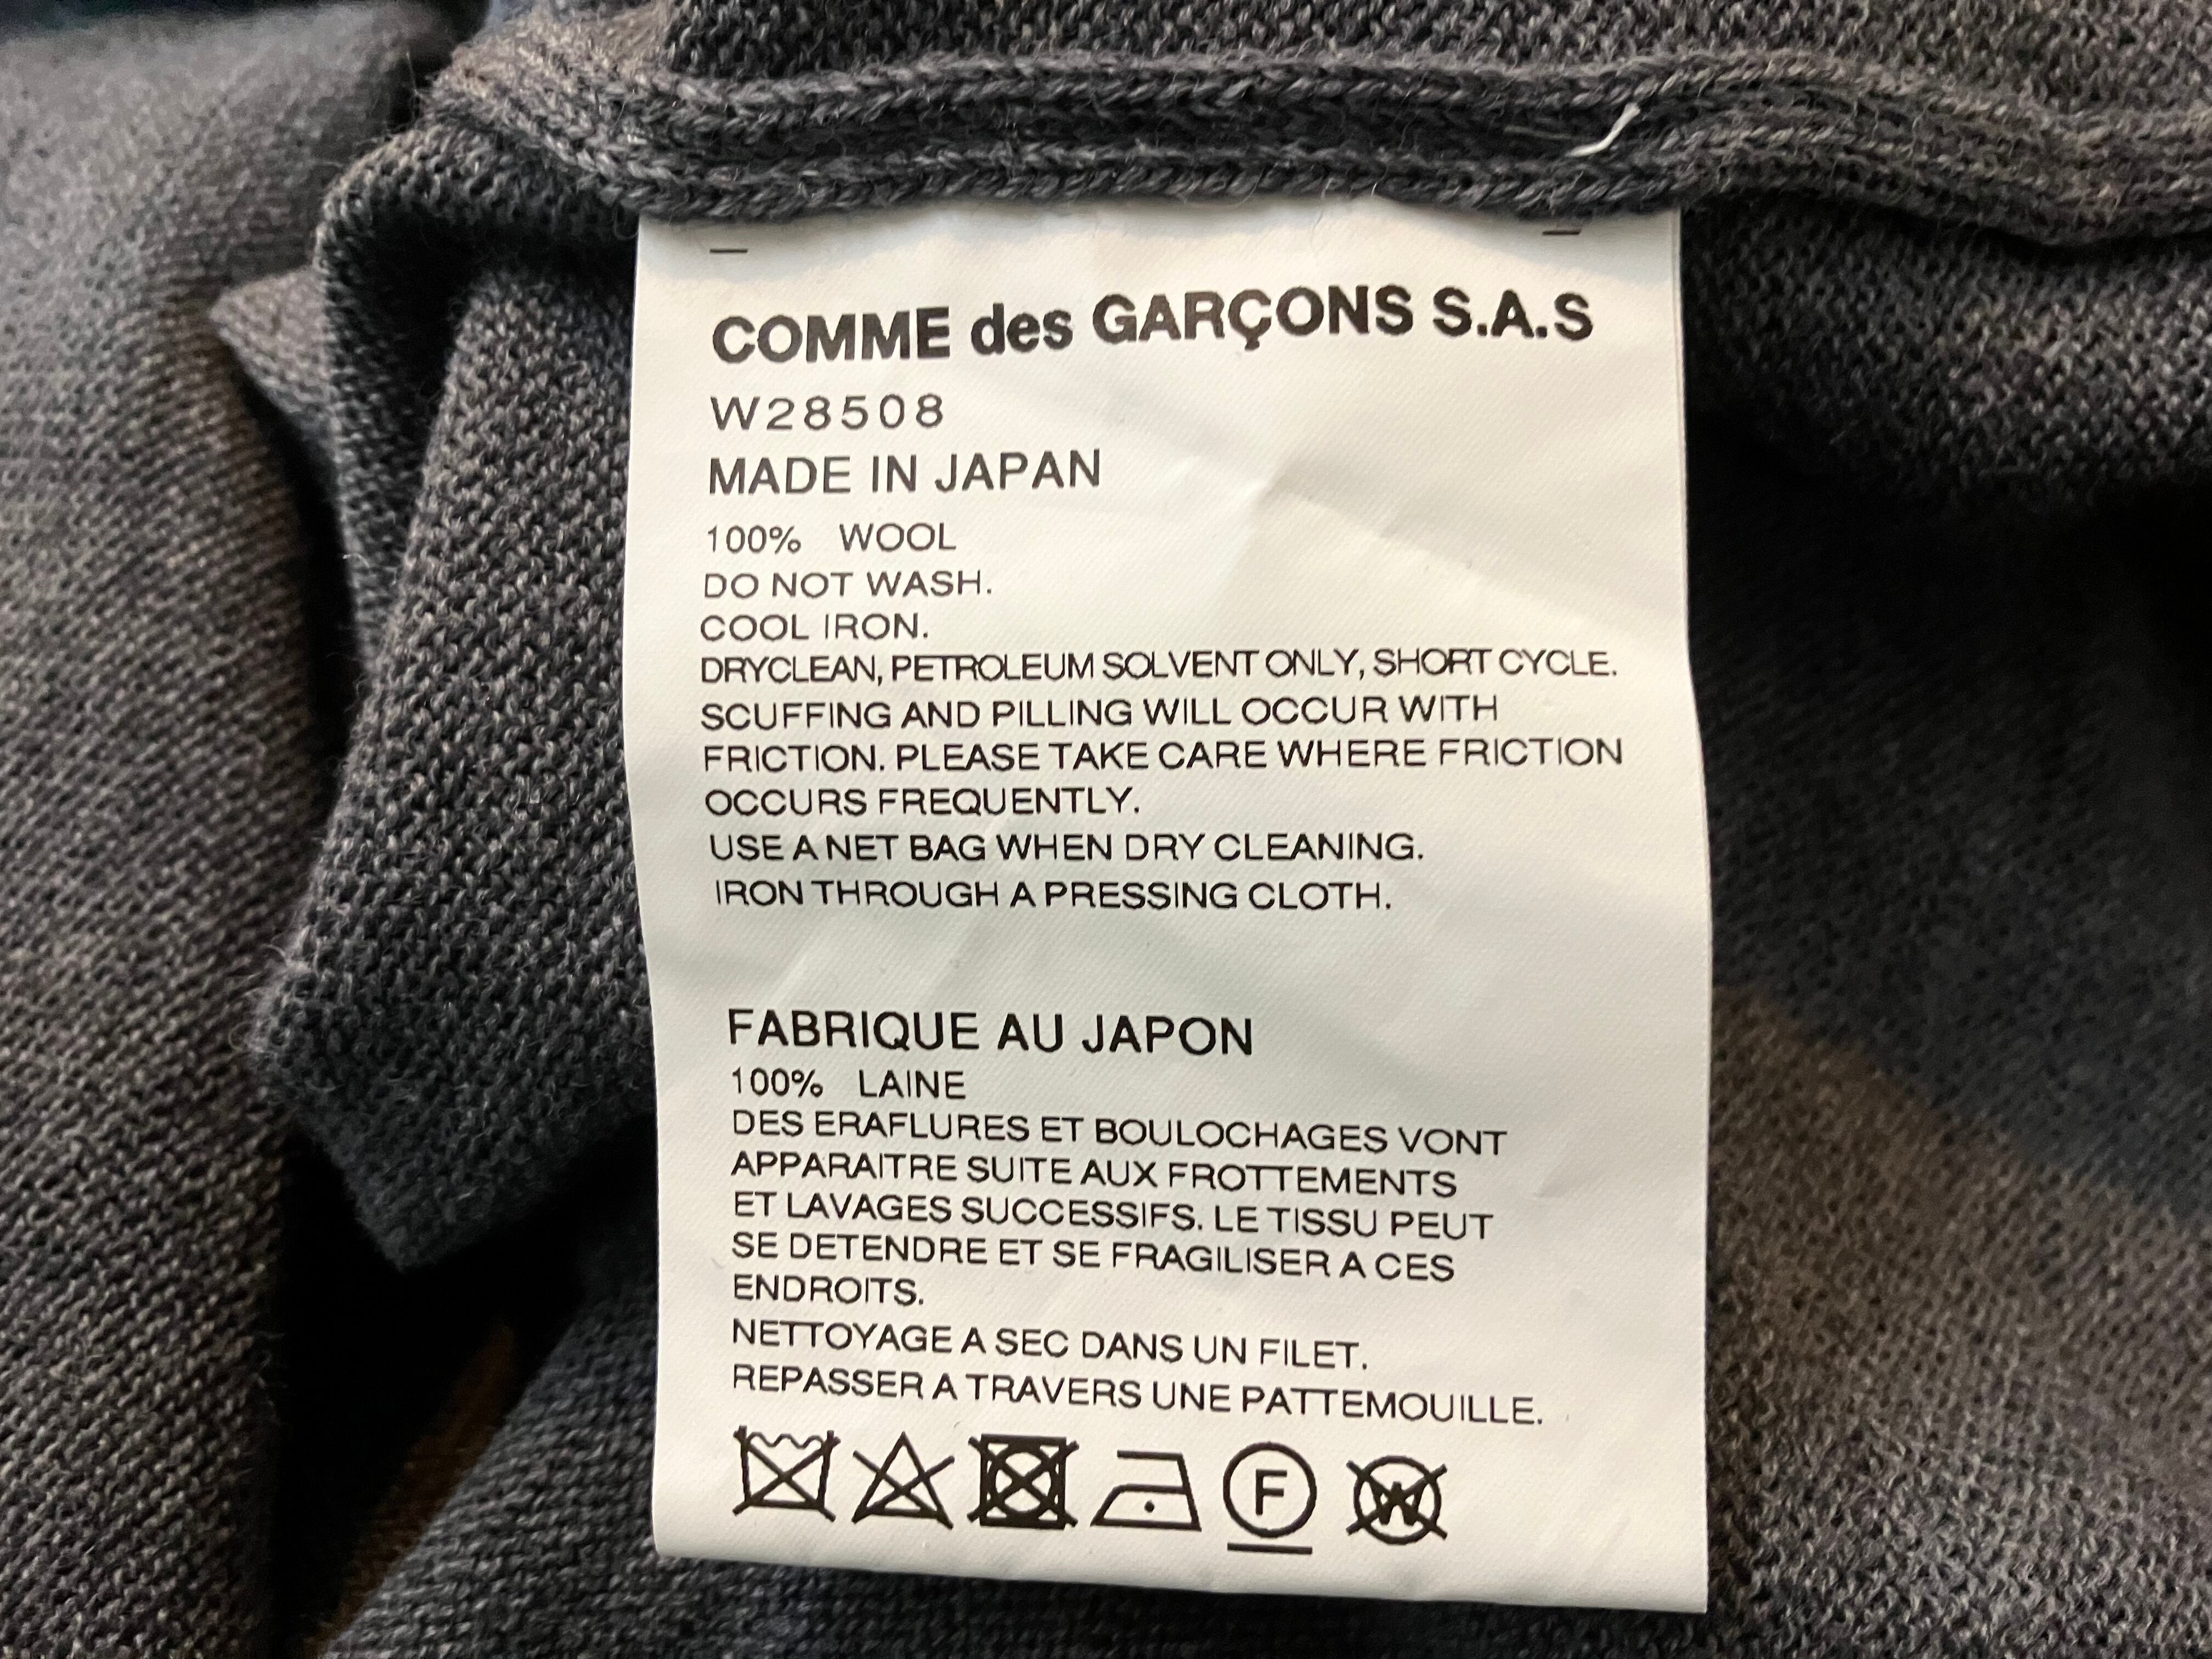 COMME des GARÇONS S.A.S
W28508
MADE IN JAPAN
100% WOOL
DO NOT WASH.
COOL IRON.
DRYCLEAN, PETROLEUM SOLVENT ONLY, SHORT CYCLE.
SCUFFING AND PILLING WILL OCCUR WITH
FRICTION. PLEASE TAKE CARE WHERE FRICTION
OCCURS FREQUENTLY.
USE A NET BAG WHEN DRY CLEANING.
IRON THROUGH A PRESSING CLOTH.
FABRIQUE AU JAPON
100% LAINE
DES ERAFLURES ET BOULOCHAGES VONT
APPARAITRE SUITE AUX FROTTEMENTS
ET LAVAGES SUCCESSIFS. LE TISSU PEUT
SE DETENDRE ET SE FRAGILISER A CES
ENDROITS.
NETTOYAGE A SEC DANS UN FILET.
REPASSER A TRAVERS UNE PATTEMOUILLE.
F W